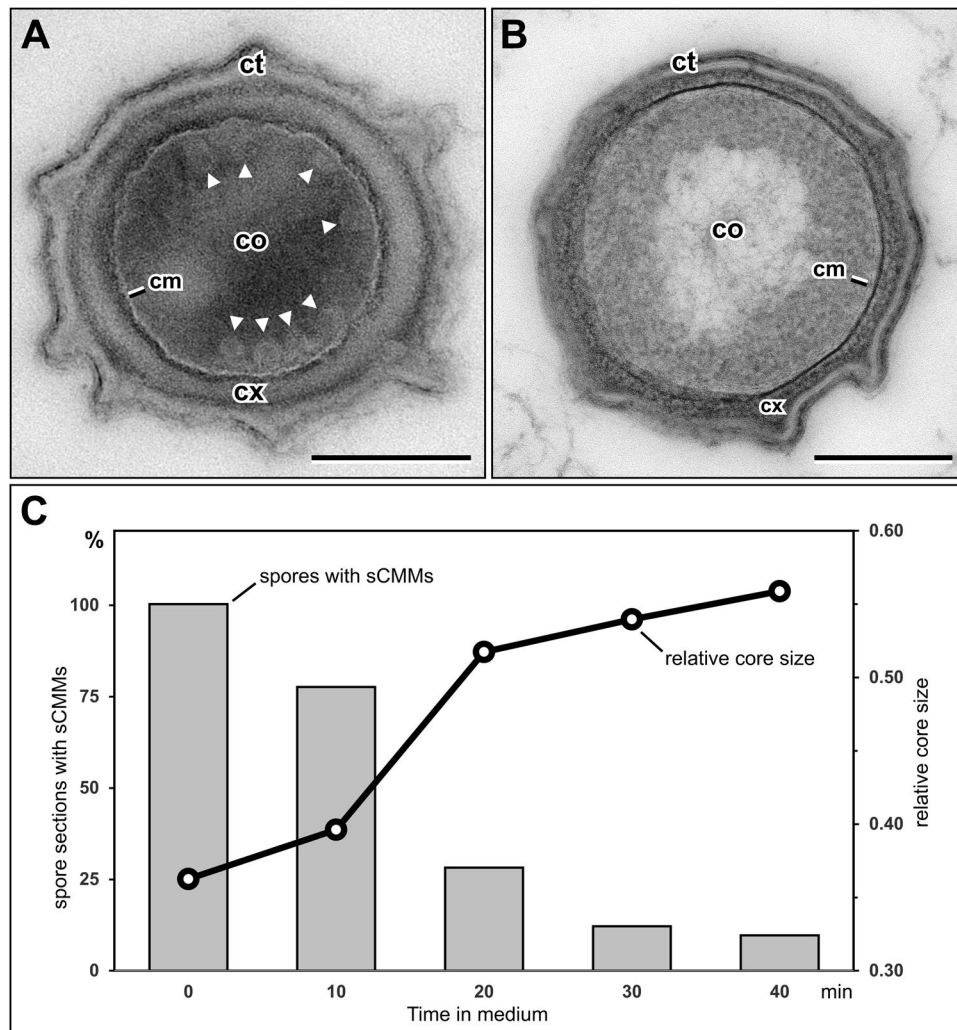 A
ct
co
cm
cx
B
ct
co
cm
cx
C
%
spores with sCMMs
100
75
50
25
0
spore sections with sCMMs
relative core size
0.60
0.50
0.40
0.30
relative core size
0 10 20 30 40 min
Time in medium